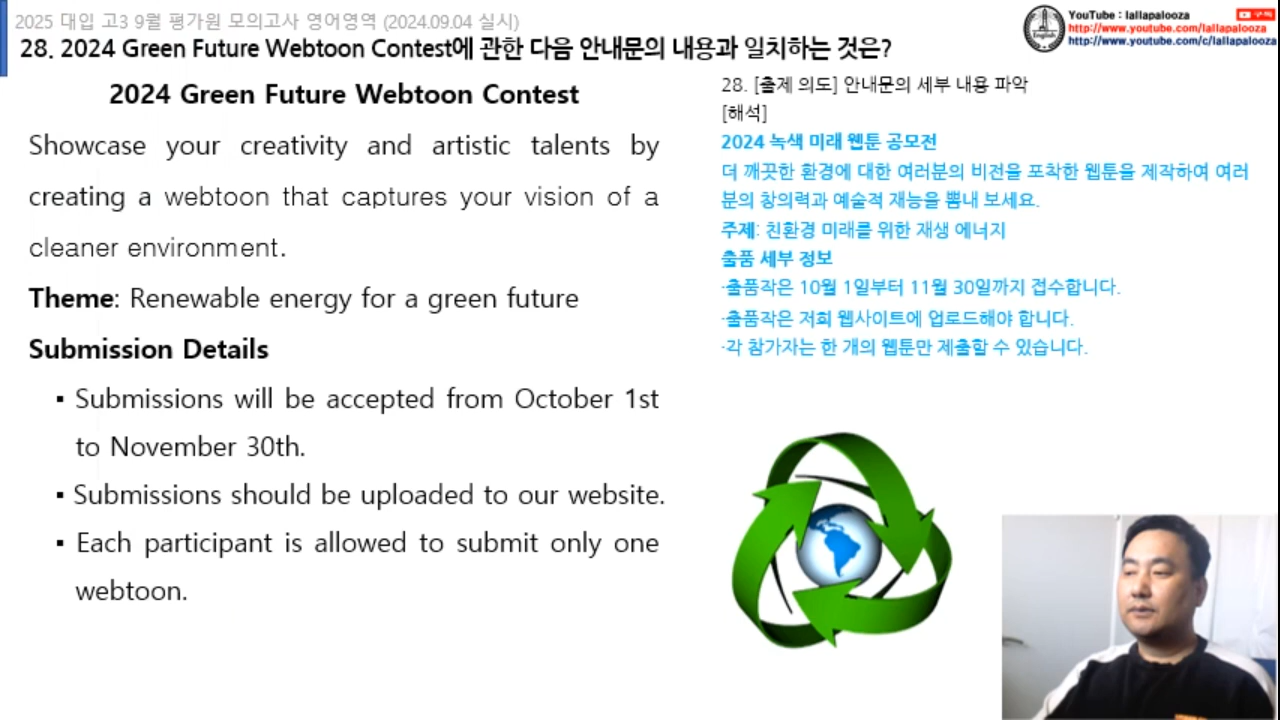 2025 대입 고3 9월 평가원 모의고사 영어영역 (2024.09.04 실시)
28. 2024 Green Future Webtoon Contest에 관한 다음 안내문의 내용과 일치하는 것은?
YouTube : lallapalooza
구독
http://www.youtube.com/lallapalooza
http://www.youtube.com/c/lallapalooza
English
2024 Green Future Webtoon Contest
Showcase your creativity and artistic talents by
creating a webtoon that captures your vision of a
cleaner environment.
Theme: Renewable energy for a green future
Submission Details
▪ Submissions will be accepted from October 1st
to November 30th.
▪ Submissions should be uploaded to our website.
▪ Each participant is allowed to submit only one
webtoon.
28. [출제 의도] 안내문의 세부 내용 파악
[해석]
2024 녹색 미래 웹툰 공모전
더 깨끗한 환경에 대한 여러분의 비전을 포착한 웹툰을 제작하여 여러
분의 창의력과 예술적 재능을 뽐내 보세요.
주제: 친환경 미래를 위한 재생 에너지
출품 세부 정보
·출품작은 10월 1일부터 11월 30일까지 접수합니다.
·출품작은 저희 웹사이트에 업로드해야 합니다.
·각 참가자는 한 개의 웹툰만 제출할 수 있습니다.